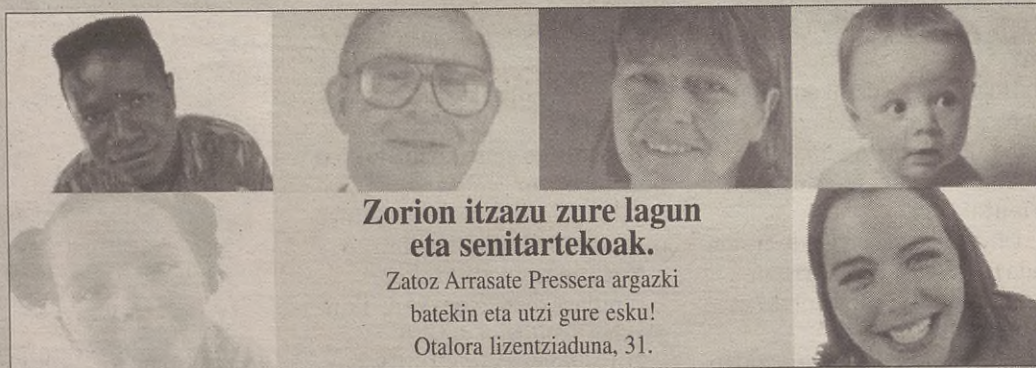 Zorion itzazu zure lagun
eta senitartekoak.
Zatoz Arrasate Pressera argazki
batekin eta utzi gure esku!
Otalora lizentziaduna, 31.